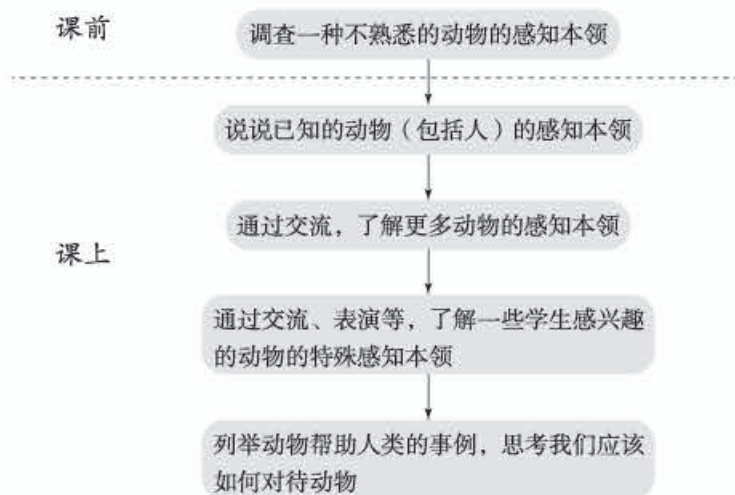 课前
调查一种不熟悉的动物的感知本领
说说已知的动物（包括人）的感知本领
通过交流，了解更多动物的感知本领
课上
通过交流、表演等，了解一些学生感兴趣
的动物的特殊感知本领
列举动物帮助人类的事例，思考我们应该
如何对待动物